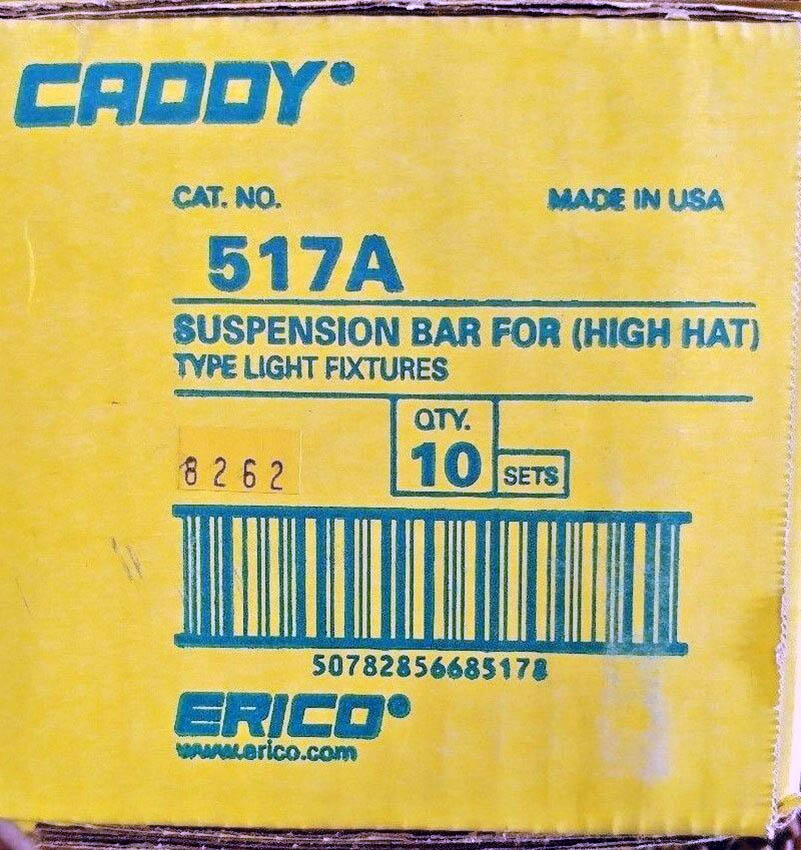 CADDY®
CAT. NO.
MADE IN USA
517A
SUSPENSION BAR FOR (HIGH HAT)
TYPE LIGHT FIXTURES
QTY.
10 SETS
8262
50782856685178
ERICO®
www.erico.com